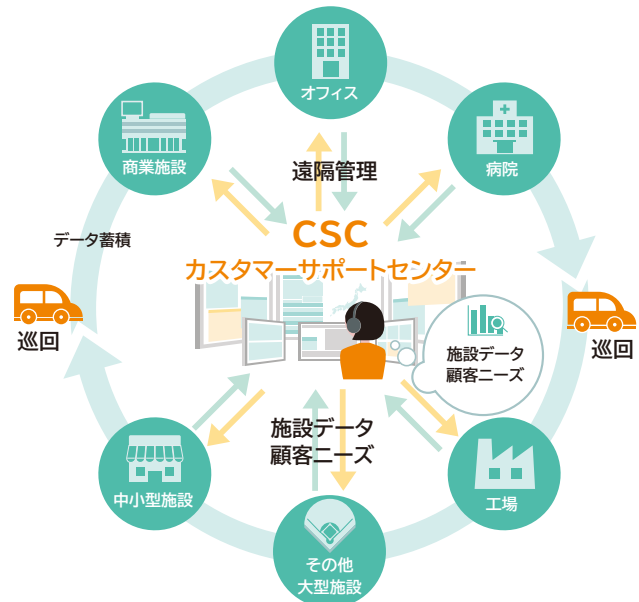 オフィス
商業施設
病院
遠隔管理
データ蓄積
CSC
カスタマーサポートセンター
巡回
巡回
施設データ
顧客ニーズ
施設データ
顧客ニーズ
中小型施設
工場
その他
大型施設